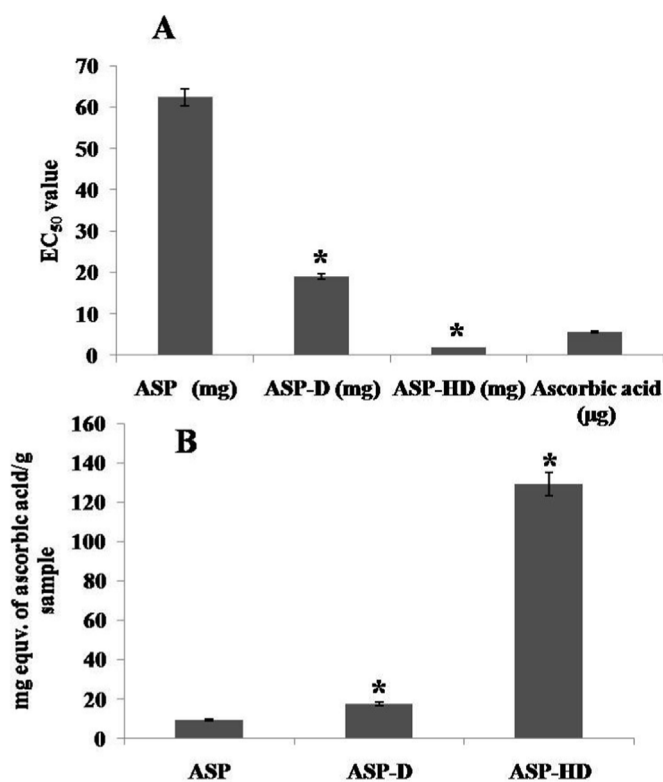 A
70
60
50
40
30
20
10
0
EC50 value
*
*
ASP (mg) ASP-D (mg) ASP-HD (mg) Ascorbic acid
(µg)
B
160
140
120
100
80
60
40
20
0
mg equv. of ascorbic acid/g
sample
*
*
ASP ASP-D ASP-HD